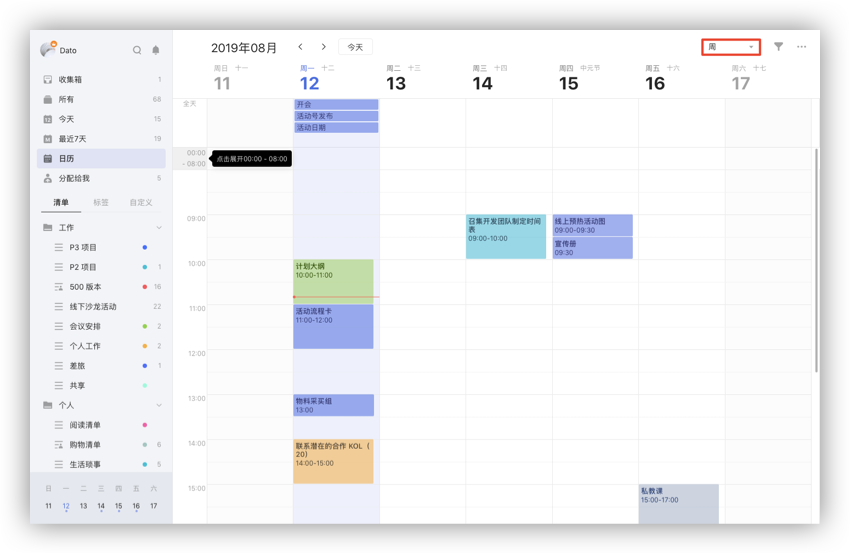 Dato
收集箱 1
所有 68
今天 15
最近7天 19
日历
分配给我 5
清单 标签 自定义
工作
P3 项目
P2 项目 1
500 版本 16
线下沙龙活动 22
会议安排 2
个人工作 2
差旅 1
共享
个人
阅读清单
购物清单 6
生活琐事 5
日 一 二 三 四 五 六
11 12 13 14 15 16 17
2019年08月
今天
周
周日 十一
11
周一 十二
12
周二 十三
13
周三 十四
14
周四 中元节
15
周五 十六
16
周六 十七
17
全天
开会
活动号发布
活动日期
00:00
- 08:00
点击展开00:00 - 08:00
09:00
召集开发团队制定时间
表
09:00-10:00
线上预热活动图
09:00-09:30
宣传册
09:30
10:00
计划大纲
10:00-11:00
11:00
活动流程卡
11:00-12:00
12:00
13:00
物料采买组
13:00
14:00
联系潜在的合作 KOL（
20）
14:00-15:00
15:00
私教课
15:00-17:00